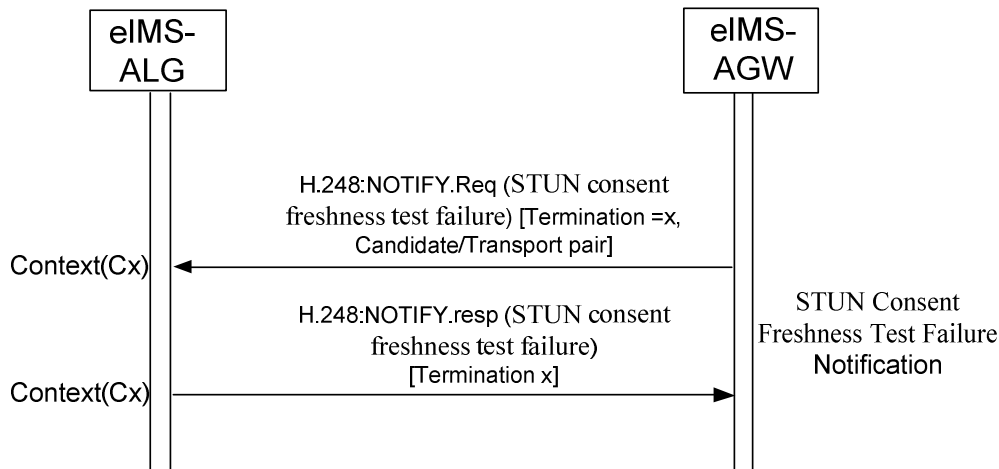 eIMS-
ALG
eIMS-
AGW
H.248:NOTIFY.Req (STUN consent
freshness test failure) [Termination =x,
Candidate/Transport pair]
Context(Cx)
H.248:NOTIFY.resp (STUN consent
freshness test failure)
[Termination x]
Context(Cx)
STUN Consent
Freshness Test Failure
Notification